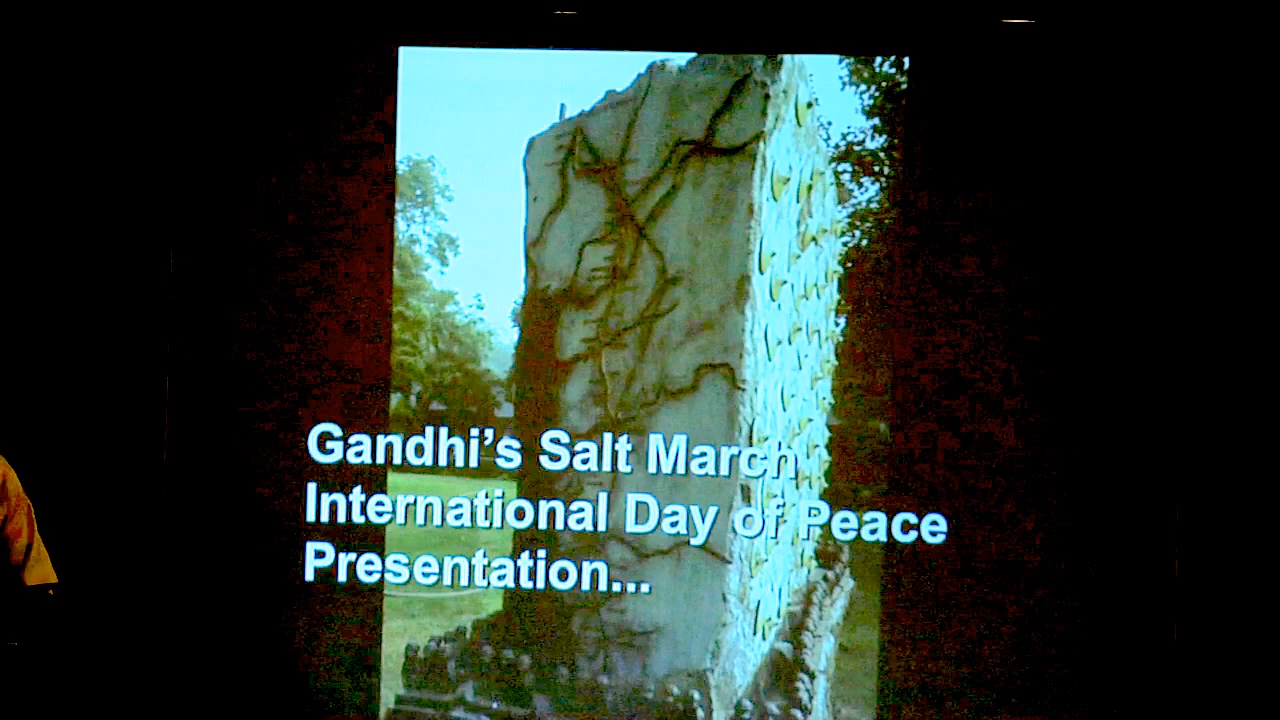 Gandhi’s Salt March
International Day of Peace
Presentation...